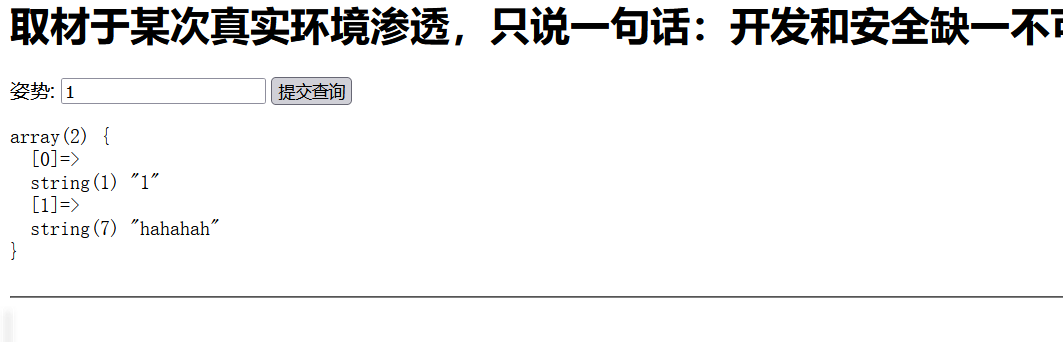 取材于某次真实环境渗透，只说一句话：开发和安全缺一不
姿势: 1 提交查询
array(2) {
[0]=>
string(1) "1"
[1]=>
string(7) "hahahah"
}